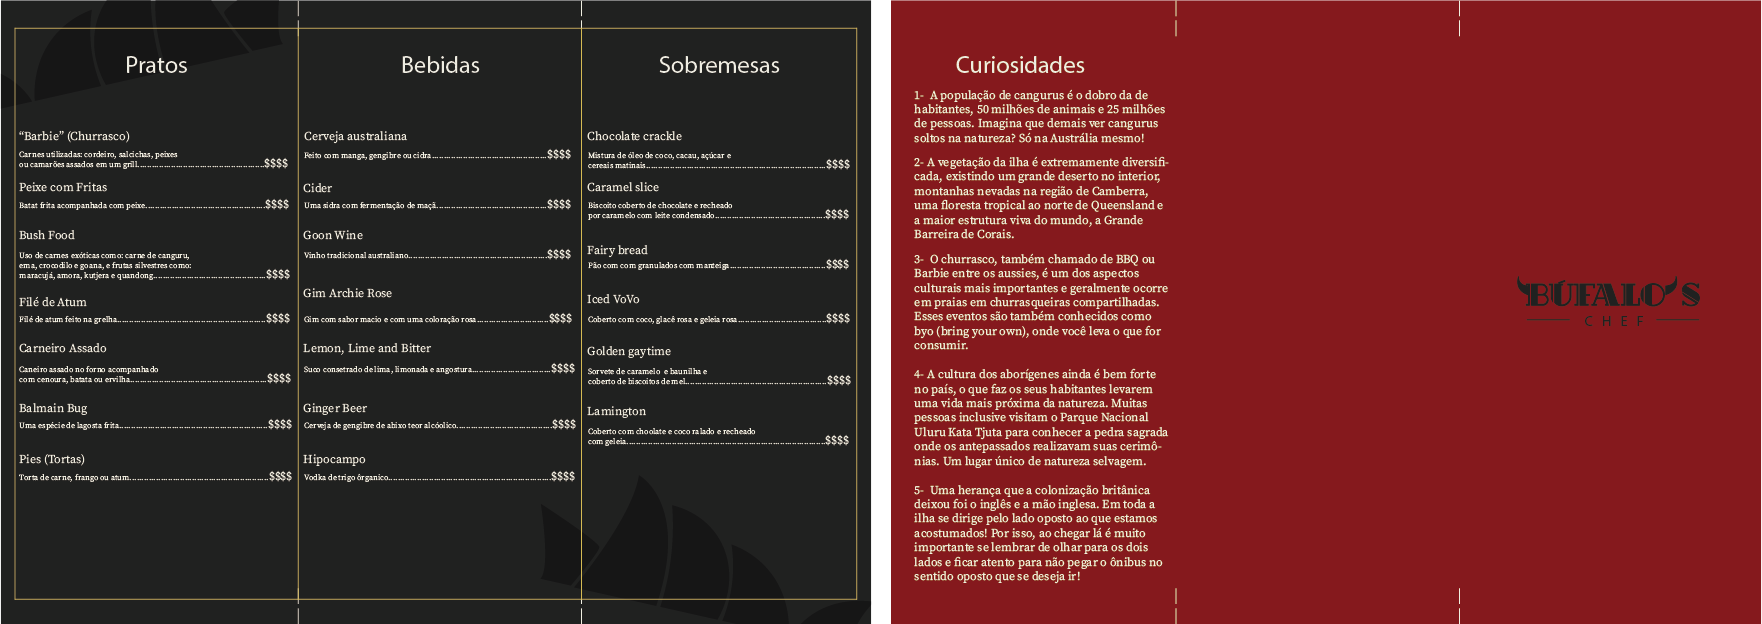 Pratos
“Barbie” (Churrasco)
Carnes utilizadas: cordeiro, salcichas, peixes
ou camarões assados em um grill..................................................$$$$
Peixe com Fritas
Batat frita acompanhada com peixe...............................................$$$$
Bush Food
Uso de carnes exóticas como: carne de canguru,
ema, crocodilo e goana, e frutas silvestres como:
maracujá, amora, kutjera e quandong............................................$$$$
Filé de Atum
Filé de atum feito na grelha..........................................................$$$$
Carneiro Assado
Caneiro assado no forno acompanhado
com cenoura, batata ou ervilha.....................................................$$$$
Balmain Bug
Uma espécie de lagosta frita.........................................................$$$$
Pies (Tortas)
Torta de carne, frango ou atum.....................................................$$$$
Bebidas
Cerveja australiana
Feito com manga, gengibre ou cidra.............................................$$$$
Cider
Uma sidra com fermentação de maçã...........................................$$$$
Goon Wine
Vinho tradicional australiano.....................................................$$$$
Gim Archie Rose
Gim com sabor macio e com uma coloração rosa............................$$$$
Lemon, Lime and Bitter
Suco consetrado de lima, limonada e angostura..............................$$$$
Ginger Beer
Cerveja de gengibre de abixo teor alcóolico....................................$$$$
Hipocampo
Vodka de trigo ôrganico..............................................................$$$$
Sobremesas
Chocolate crackle
Mistura de óleo de coco, cacau, açúcar e
cereais matinais.....................................................................$$$$
Caramel slice
Biscoito coberto de chocolate e recheado
por caramelo com leite condensado..........................................$$$$
Fairy bread
Pão com com granulados com manteiga.....................................$$$$
Iced VoVo
Coberto com coco, glacê rosa e geleia rosa..................................$$$$
Golden gaytime
Sorvete de caramelo e baunilha e
coberto de biscoitos de mel......................................................$$$$
Lamington
Coberto com choolate e coco ralado e recheado
com geleia.............................................................................$$$$
Curiosidades
1- A população de cangurus é o dobro da de
habitantes, 50 milhões de animais e 25 milhões
de pessoas. Imagina que demais ver cangurus
soltos na natureza? Só na Austrália mesmo!
2- A vegetação da ilha é extremamente diversifi-
cada, existindo um grande deserto no interior,
montanhas nevadas na região de Camberra,
uma floresta tropical ao norte de Queensland e
a maior estrutura viva do mundo, a Grande
Barreira de Corais.
3- O churrasco, também chamado de BBQ ou
Barbie entre os aussies, é um dos aspectos
culturais mais importantes e geralmente ocorre
em praias em churrasqueiras compartilhadas.
Esses eventos são também conhecidos como
byo (bring your own), onde você leva o que for
consumir.
4- A cultura dos aborígenes ainda é bem forte
no país, o que faz os seus habitantes levarem
uma vida mais próxima da natureza. Muitas
pessoas inclusive visitam o Parque Nacional
Uluru Kata Tjuta para conhecer a pedra sagrada
onde os antepassados realizavam suas cerimô-
nias. Um lugar único de natureza selvagem.
5- Uma herança que a colonização britânica
deixou foi o inglês e a mão inglesa. Em toda a
ilha se dirige pelo lado oposto ao que estamos
acostumados! Por isso, ao chegar lá é muito
importante se lembrar de olhar para os dois
lados e ficar atento para não pegar o ônibus no
sentido oposto que se deseja ir!
BÚFALO'S
CHEF